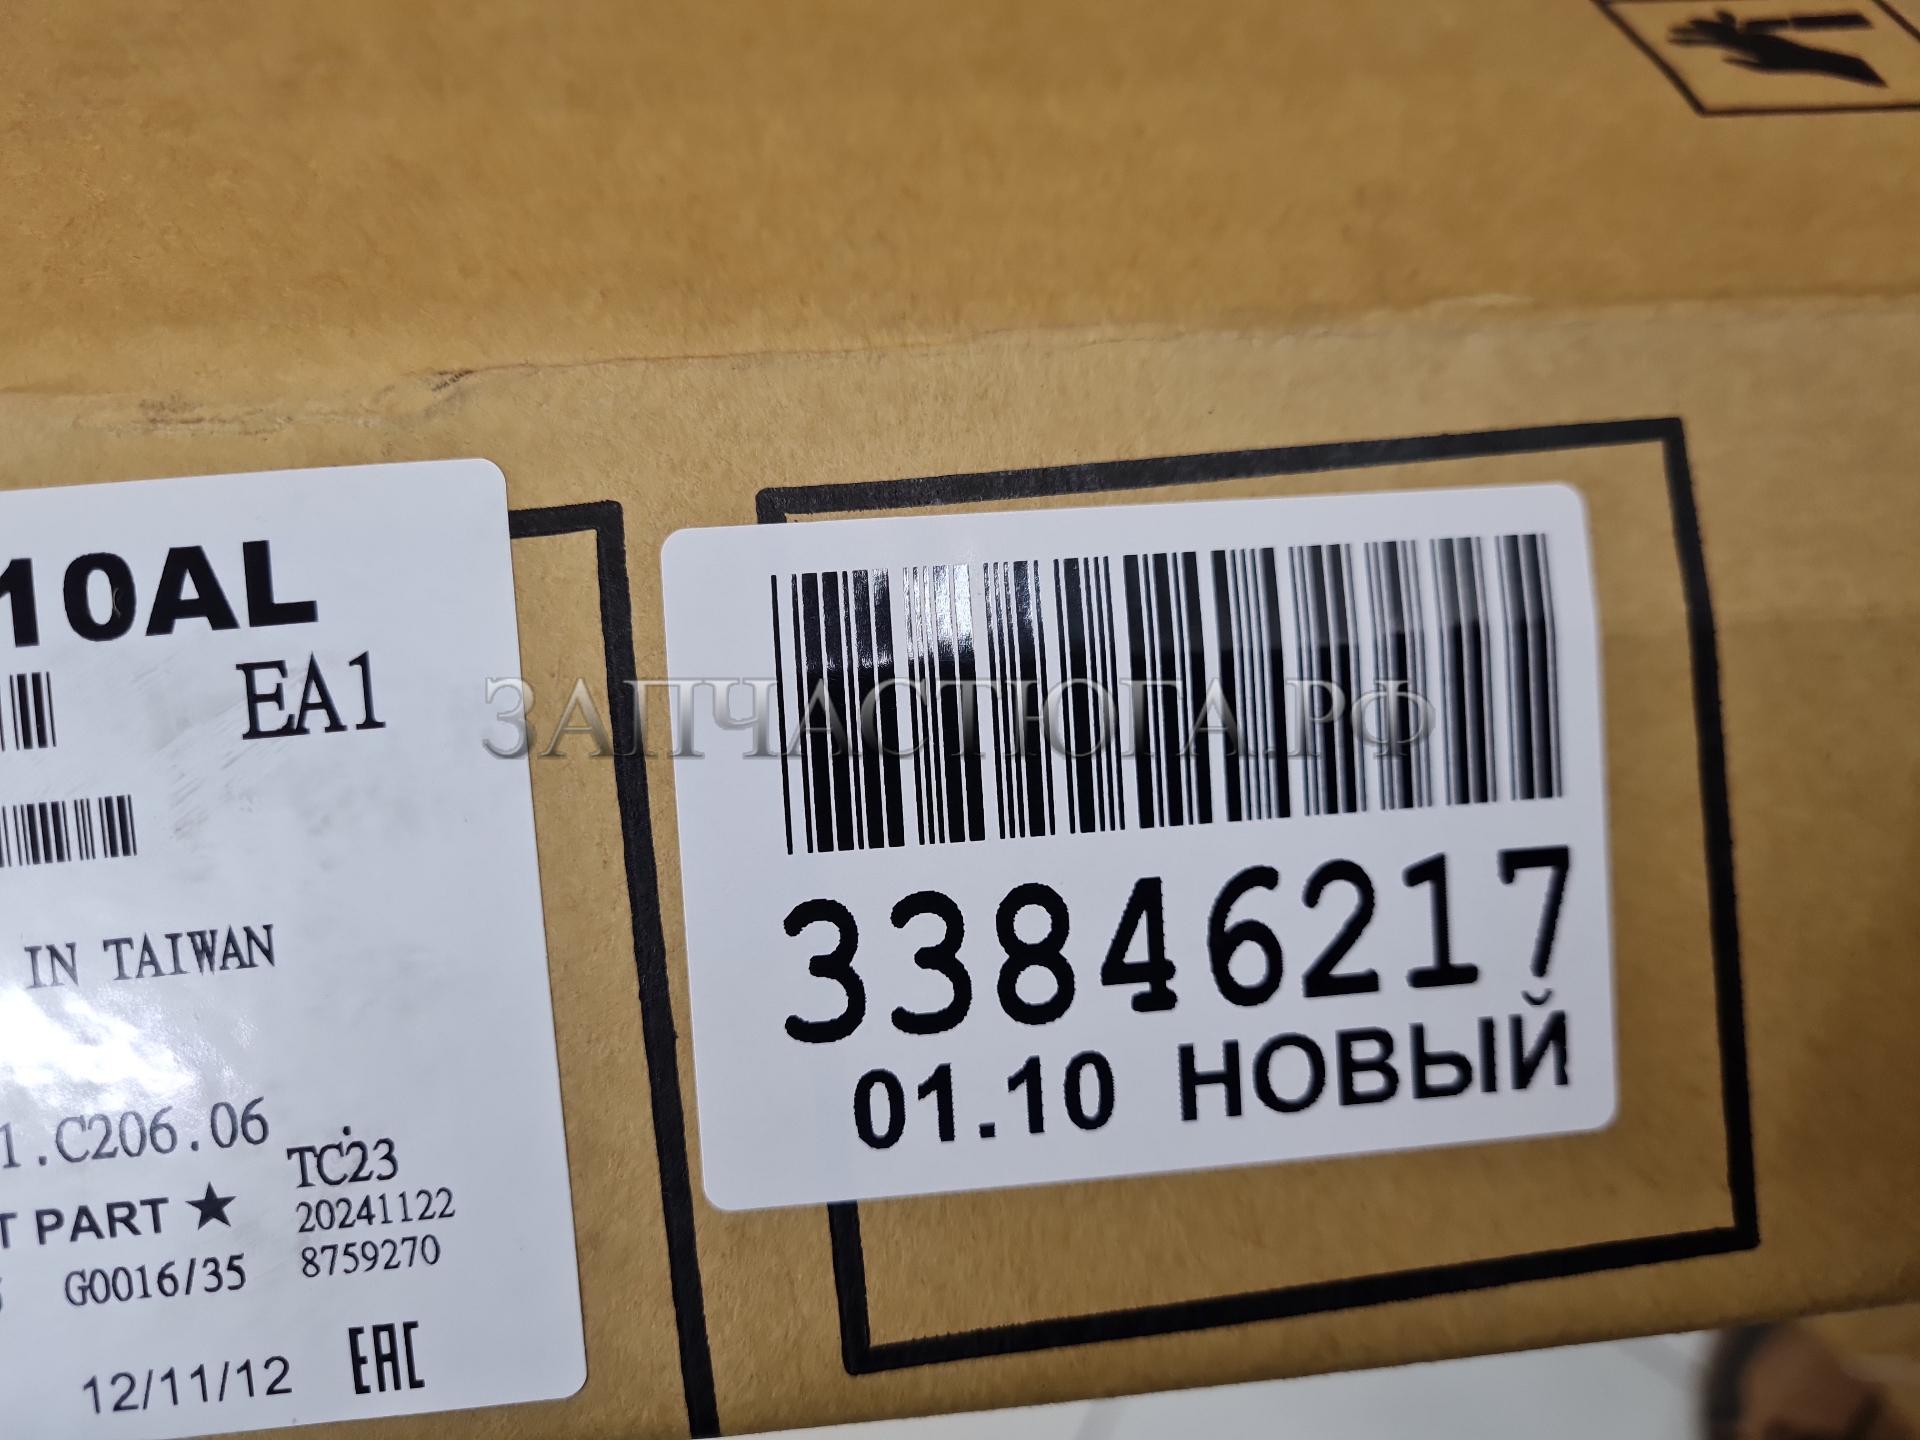 10AL
EA1
IN TAIWAN
1.C206.06
TC23
T PART ★
20241122
G0016/35
8759270
12/11/12
EAC
ЗАПЧАСТЮГА.РФ
33846217
01.10 НОВЫЙ